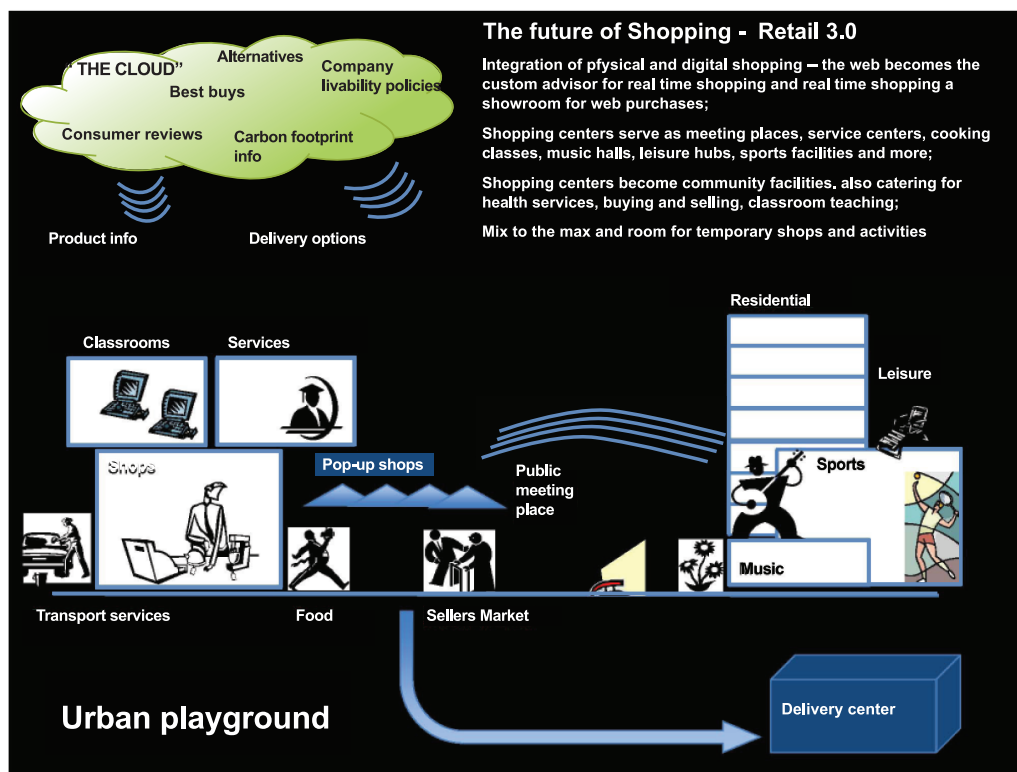 The future of Shopping - Retail 3.0
Integration of pfysical and digital shopping – the web becomes the
custom advisor for real time shopping and real time shopping a
showroom for web purchases;
Shopping centers serve as meeting places, service centers, cooking
classes, music halls, leisure hubs, sports facilities and more;
Shopping centers become community facilities. also catering for
health services, buying and selling, classroom teaching;
Mix to the max and room for temporary shops and activities
" THE CLOUD"
Alternatives
Company
livability policies
Best buys
Consumer reviews
Carbon footprint
info
Product info
Delivery options
Residential
Classrooms
Services
Leisure
Shops
Pop-up shops
Public
meeting
place
Sports
Music
Transport services
Food
Sellers Market
Urban playground
Delivery center